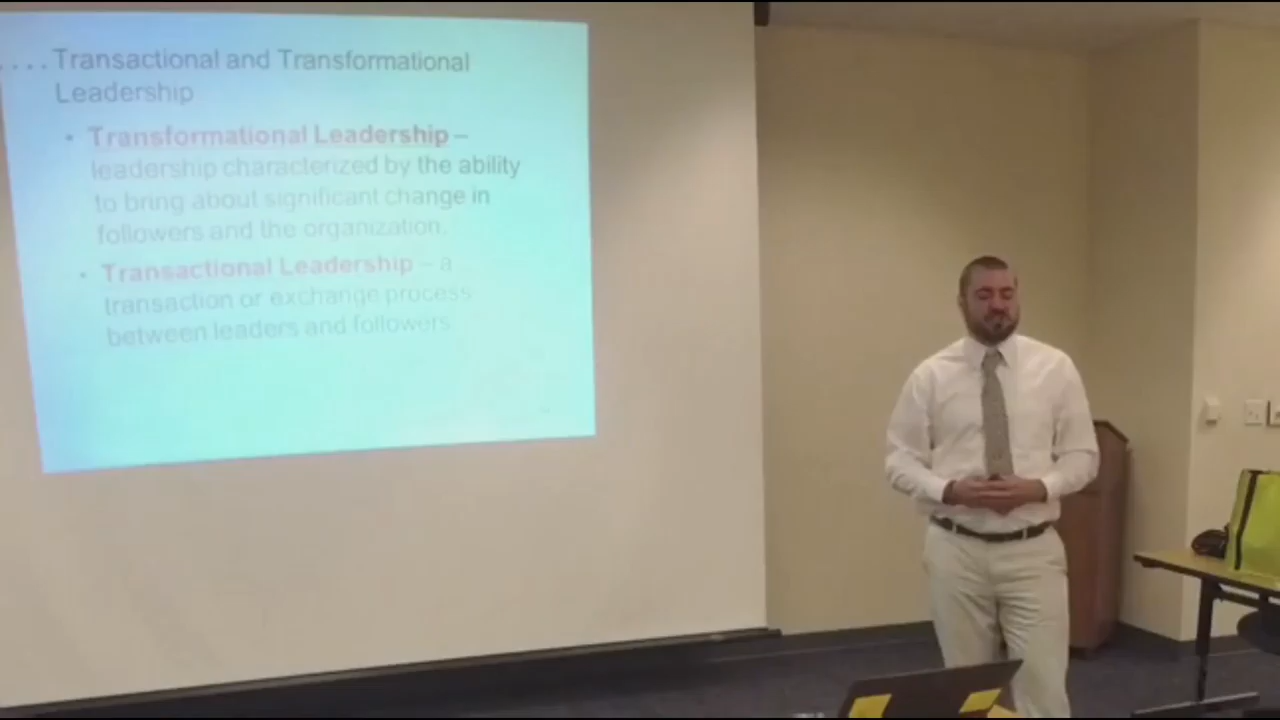 ....Transactional and Transformational
Leadership
• Transformational Leadership –
leadership characterized by the ability
to bring about significant change in
followers and the organization.
• Transactional Leadership – a
transaction or exchange process
between leaders and followers.